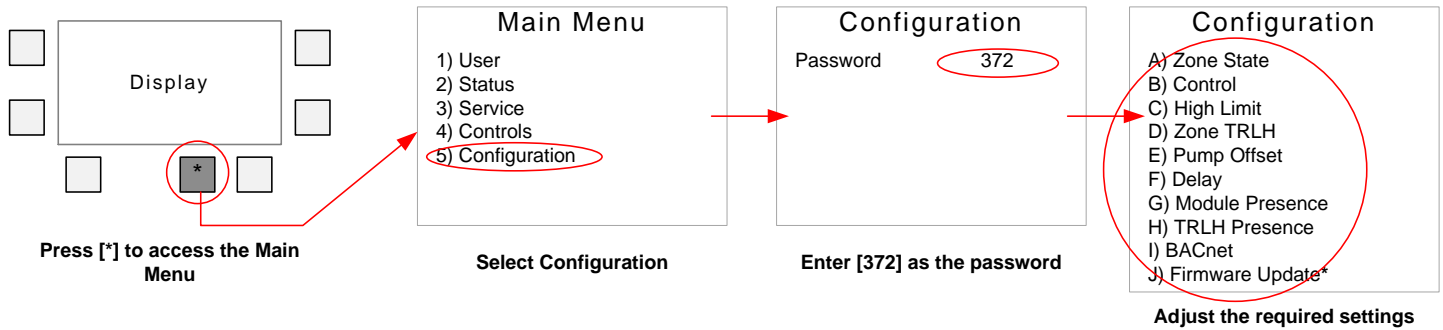 Display
*
Press [*] to access the Main
Menu
Main Menu
1) User
2) Status
3) Service
4) Controls
5) Configuration
Select Configuration
Configuration
Password 372
Enter [372] as the password
Configuration
A) Zone State
B) Control
C) High Limit
D) Zone TRLH
E) Pump Offset
F) Delay
G) Module Presence
H) TRLH Presence
I) BACnet
J) Firmware Update*
Adjust the required settings